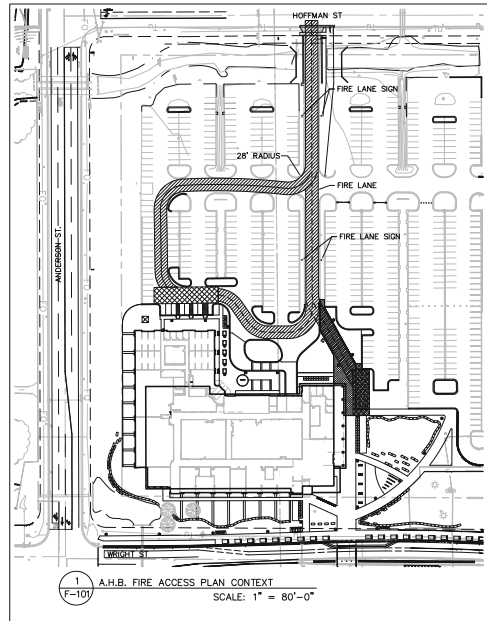 HOFFMAN ST
FIRE LANE SIGN
28' RADIUS
FIRE LANE
FIRE LANE SIGN
ANDERSON ST.
WRIGHT ST
1
F-101
A.H.B. FIRE ACCESS PLAN CONTEXT
SCALE: 1" = 80'-0"